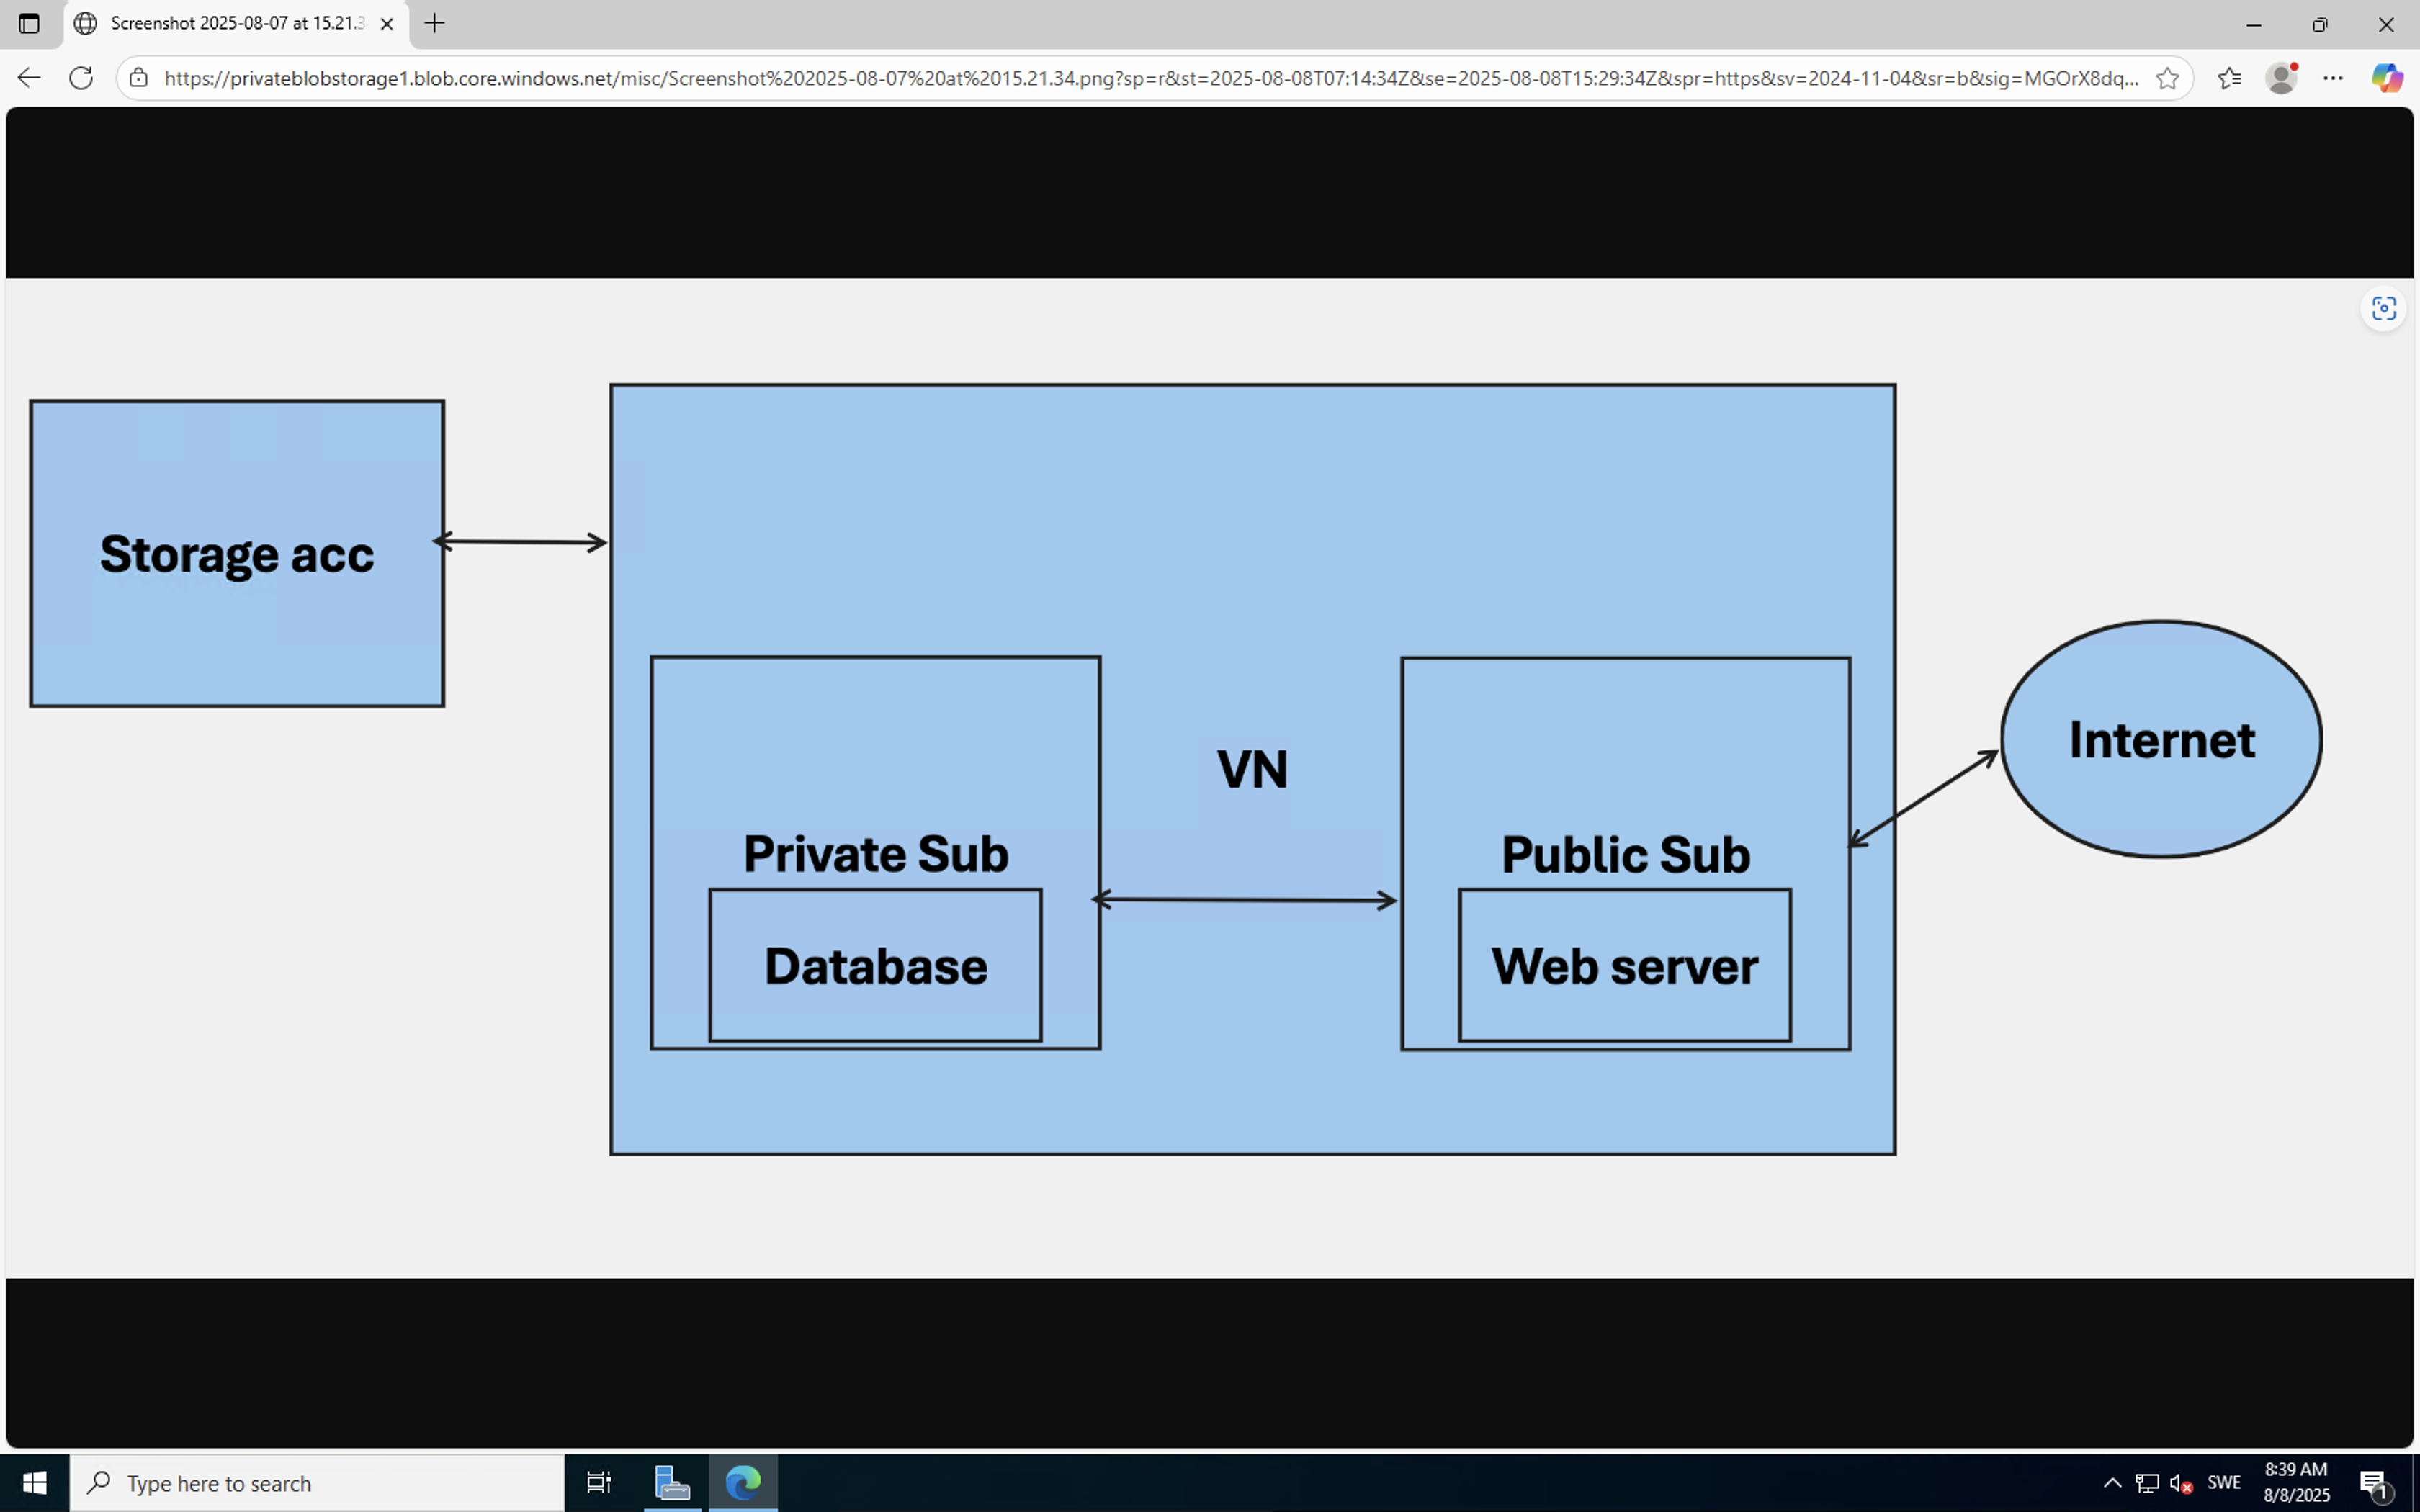 Screenshot 2025-08-07 at 15.21.3
https://privateblobstorage1.blob.core.windows.net/misc/Screenshot%202025-08-07%20at%2015.21.34.png?sp=r&st=2025-08-08T07:14:34Z&se=2025-08-08T15:29:34Z&spr=https&sv=2024-11-04&sr=b&sig=MGOrX8dq...
Storage acc
VN
Internet
Private Sub
Public Sub
Database
Web server
Type here to search
SWE
8:39 AM
8/8/2025
1